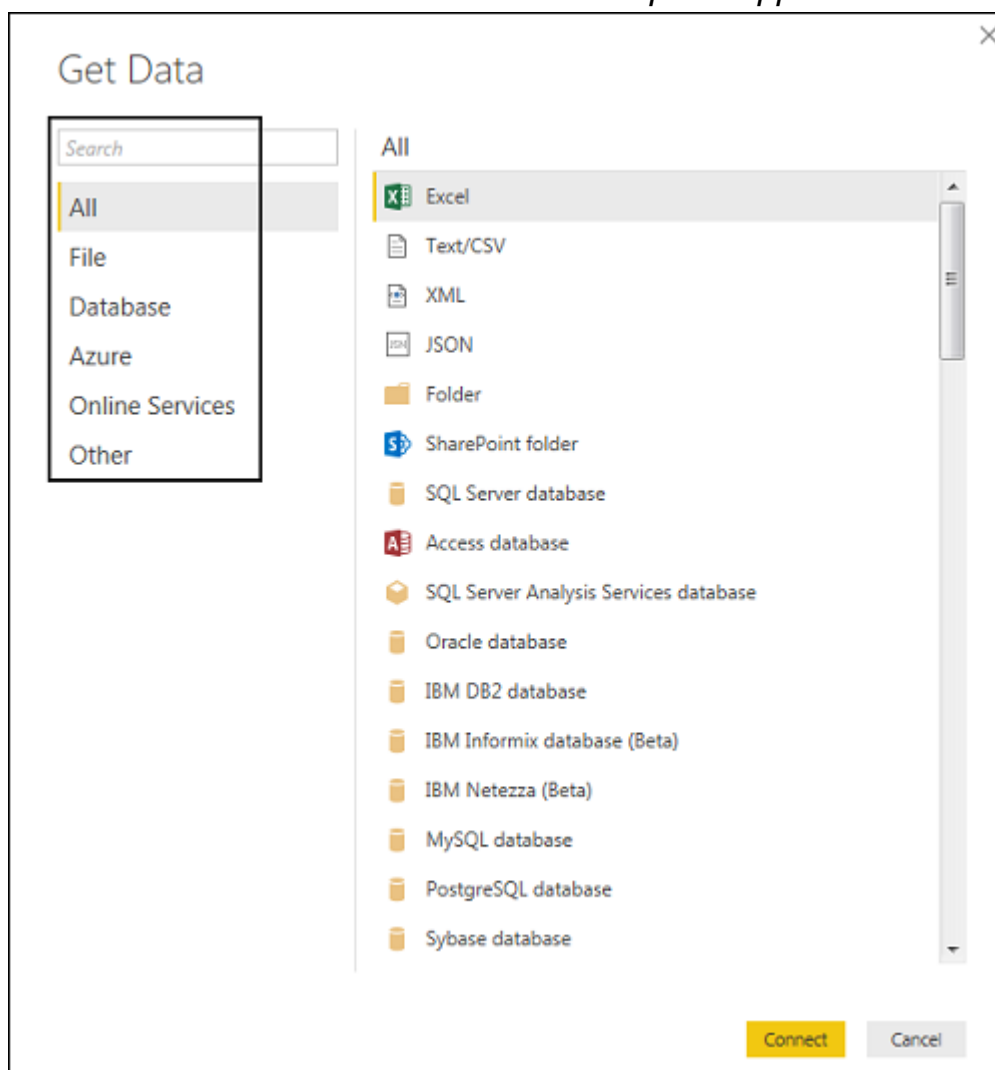 Get Data
Search
All
File
Database
Azure
Online Services
Other
All
Excel
Text/CSV
XML
JSON
Folder
SharePoint folder
SQL Server database
Access database
SQL Server Analysis Services database
Oracle database
IBM DB2 database
IBM Informix database (Beta)
IBM Netezza (Beta)
MySQL database
PostgreSQL database
Sybase database
Connect
Cancel